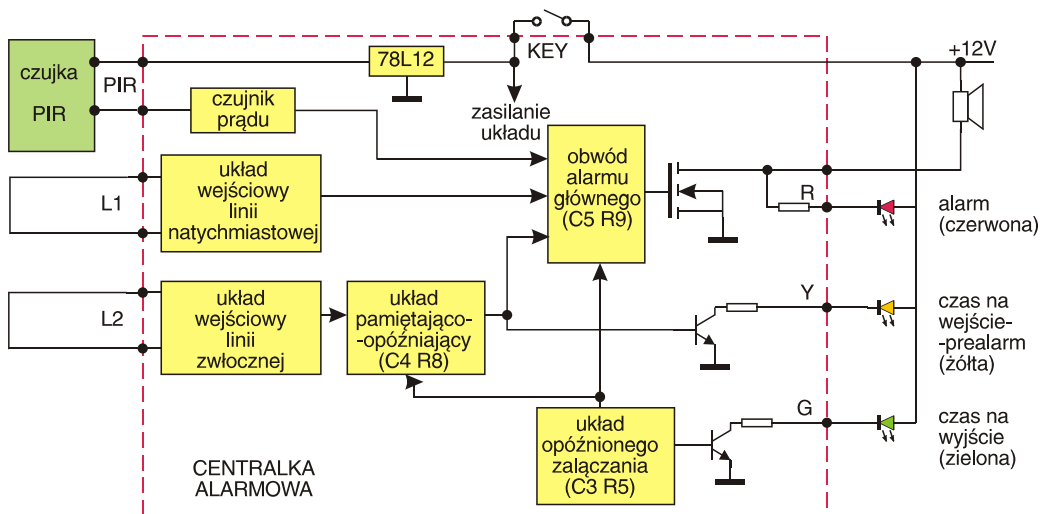 czujka
PIR
PIR
78L12
KEY
+12V
zasilanie
układu
czujnik
prądu
L1
układ
wejściowy
linii
natychmiastowej
obwód
alarmu
głównego
(C5 R9)
R
alarm
(czerwona)
L2
układ
wejściowy
linii
zwłocznej
układ
pamiętająco-
-opóźniający
(C4 R8)
Y
czas na
wejście-
-prealarm
(żółta)
układ
opóźnionego
załączania
(C3 R5)
G
czas na
wyjście
(zielona)
CENTRALKA
ALARMOWA